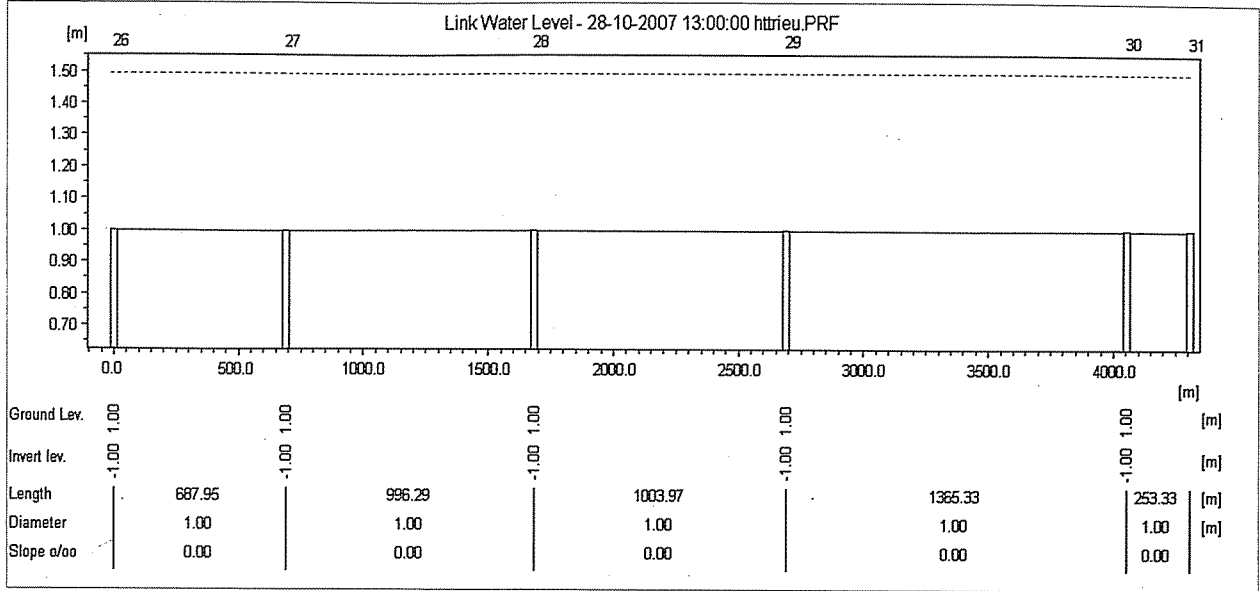 Link Water Level - 28-10-2007 13:00:00 httrieu.PRF
[m] 26 27 28 29 30 31
1.50
1.40
1.30
1.20
1.10
1.00
0.90
0.80
0.70
0.0 500.0 1000.0 1500.0 2000.0 2500.0 3000.0 3500.0 4000.0
[m]
Ground Lev. 1.00 1.00 1.00 1.00 1.00 [m]
Invert lev. -1.00 -1.00 -1.00 -1.00 -1.00 [m]
Length 687.95 996.29 1003.97 1365.33 253.33 [m]
Diameter 1.00 1.00 1.00 1.00 1.00 [m]
Slope o/oo 0.00 0.00 0.00 0.00 0.00